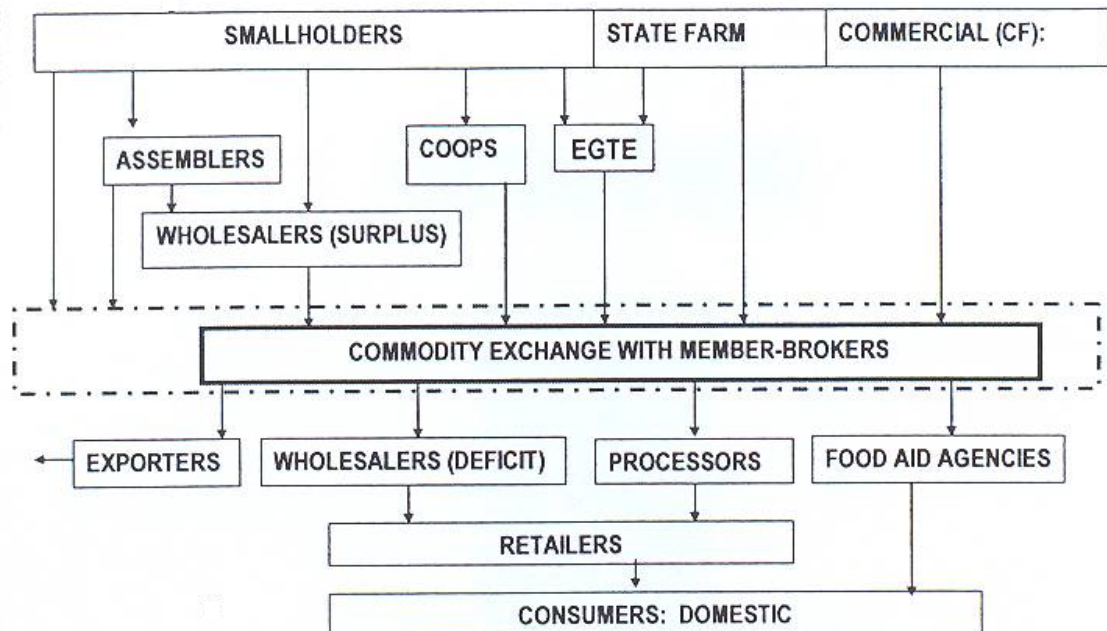 SMALLHOLDERS
STATE FARM
COMMERCIAL (CF):
ASSEMBLERS
COOPS
EGTE
WHOLESALERS (SURPLUS)
COMMODITY EXCHANGE WITH MEMBER-BROKERS
EXPORTERS
WHOLESALERS (DEFICIT)
PROCESSORS
FOOD AID AGENCIES
RETAILERS
CONSUMERS: DOMESTIC